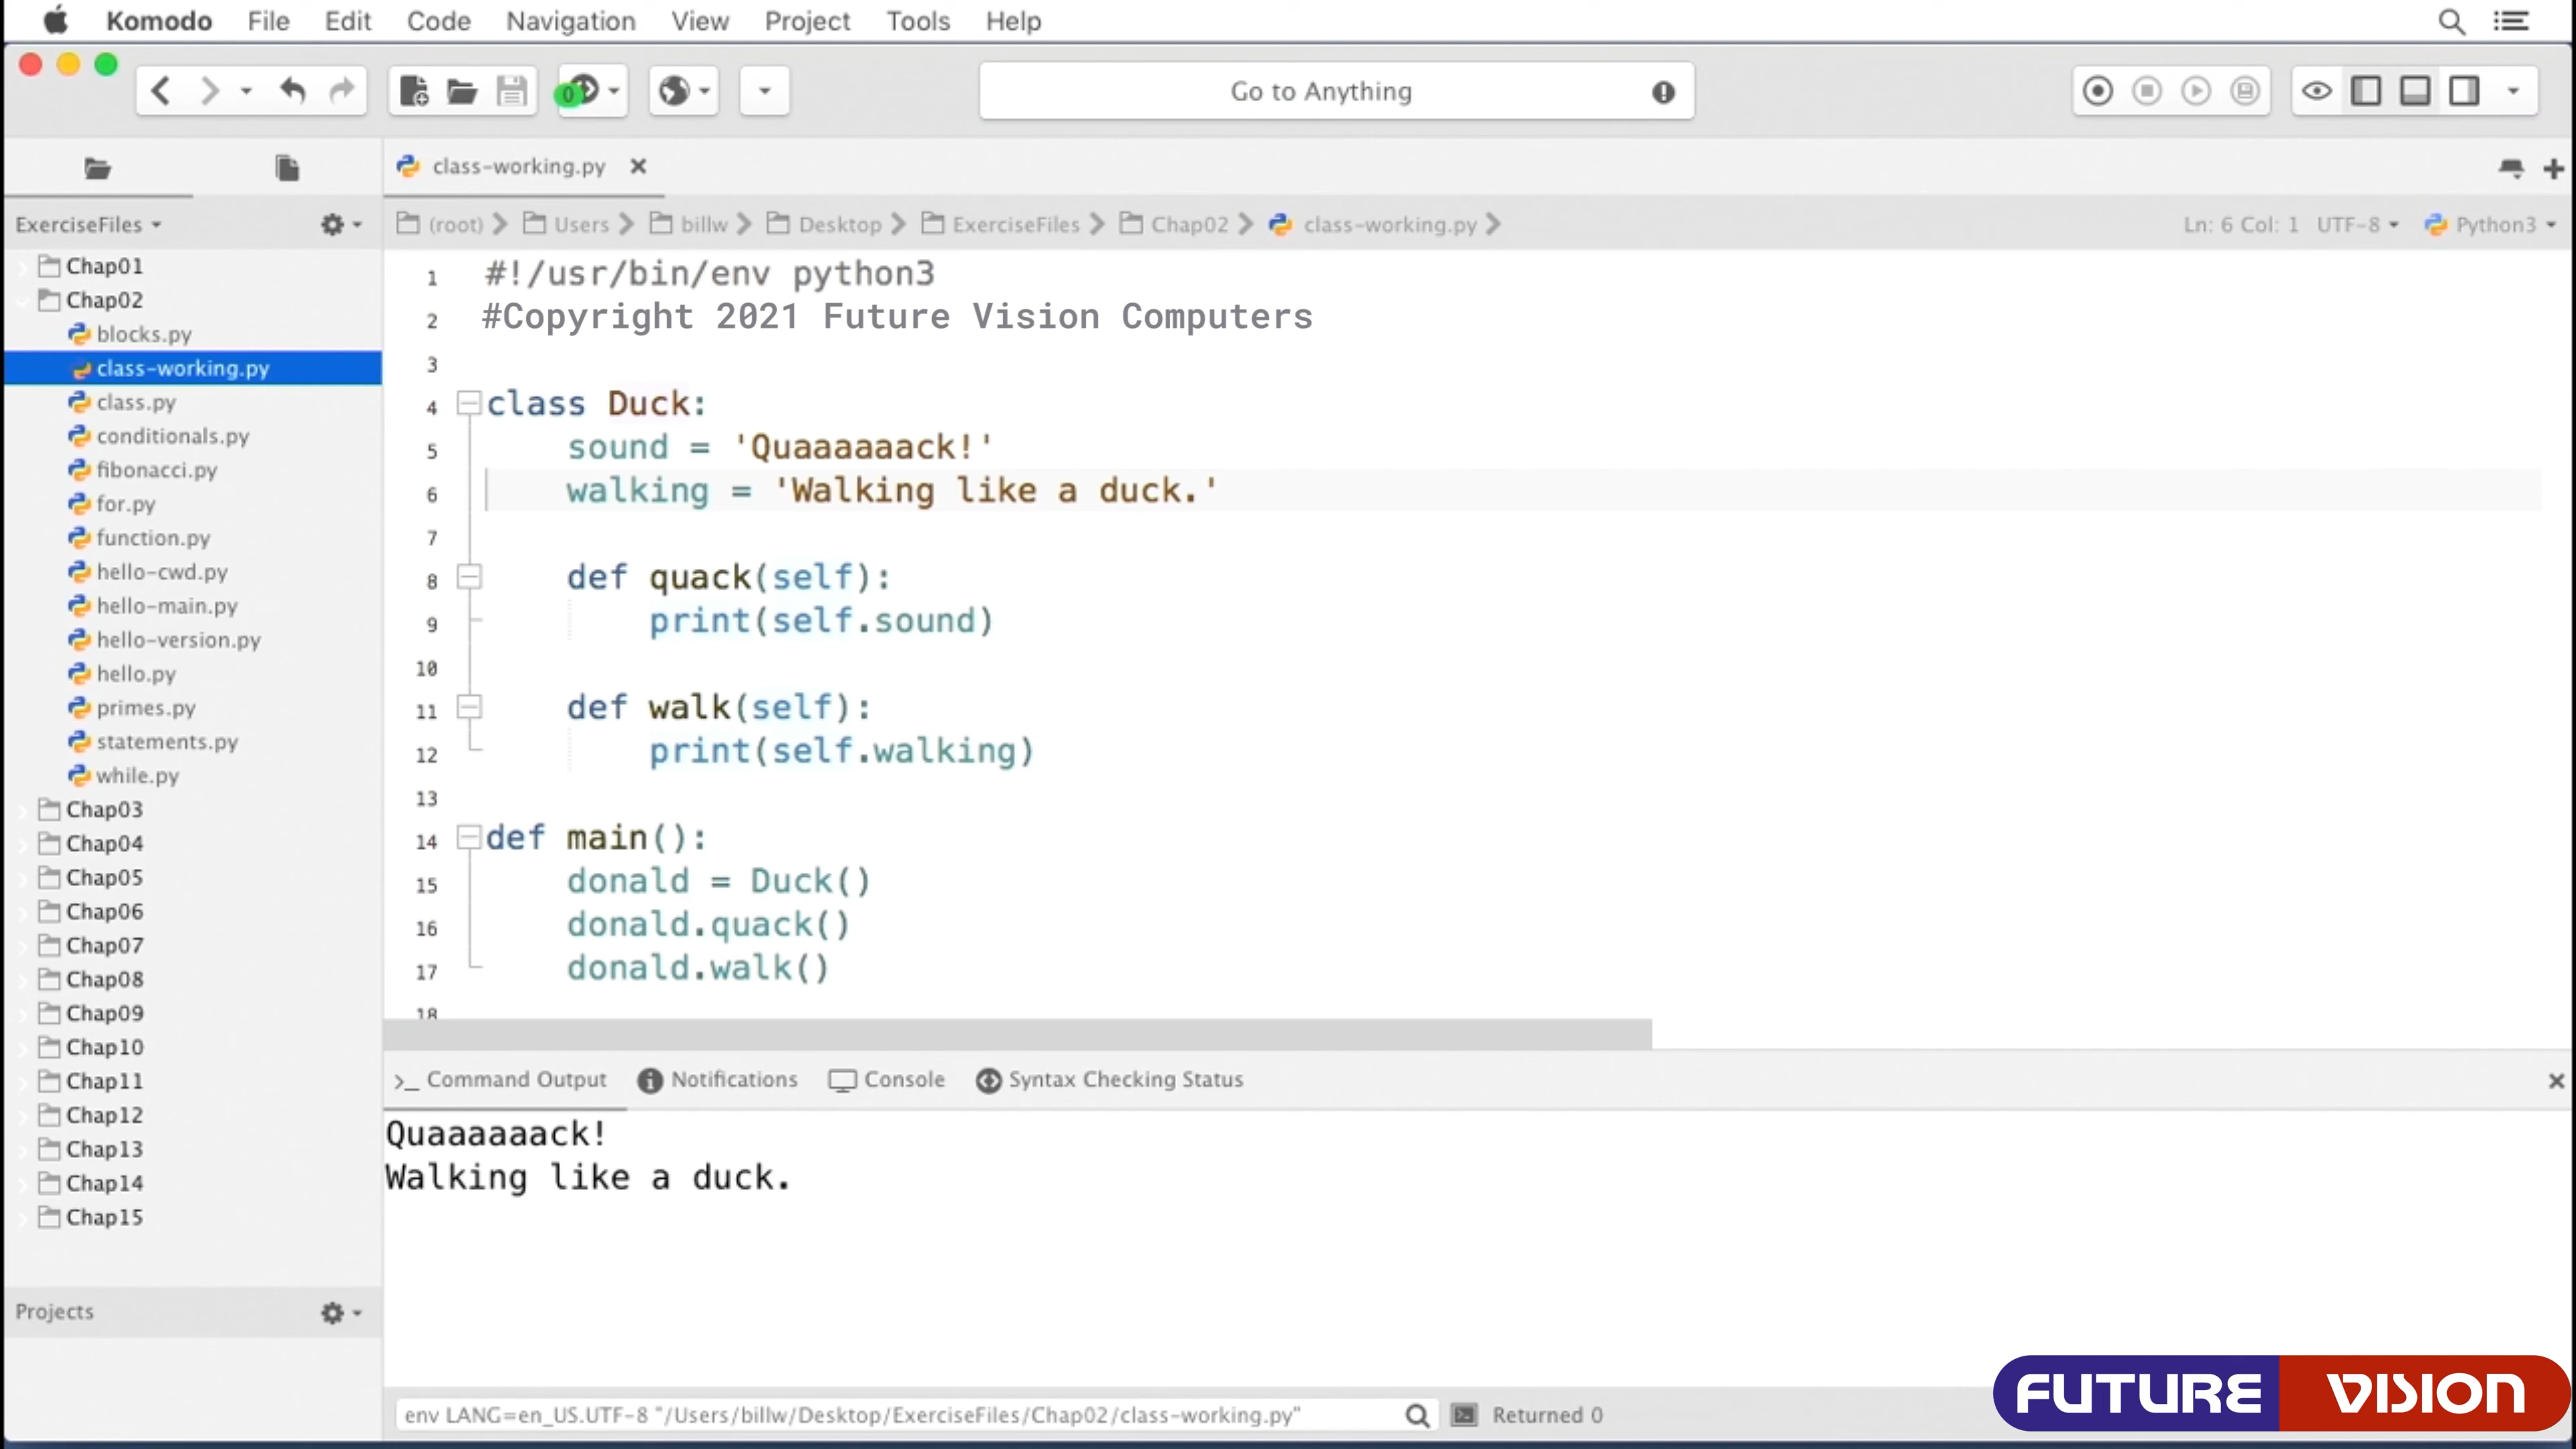 Komodo File Edit Code Navigation View Project Tools Help
Go to Anything
class-working.py
ExerciseFiles
(root) Users billw Desktop ExerciseFiles Chap02 class-working.py Ln: 6 Col: 1 UTF-8 Python3
Chap01
Chap02
blocks.py
class-working.py
class.py
conditionals.py
fibonacci.py
for.py
function.py
hello-cwd.py
hello-main.py
hello-version.py
hello.py
primes.py
statements.py
while.py
Chap03
Chap04
Chap05
Chap06
Chap07
Chap08
Chap09
Chap10
Chap11
Chap12
Chap13
Chap14
Chap15
Projects
1 #!/usr/bin/env python3
2 #Copyright 2021 Future Vision Computers
3
4 class Duck:
5 sound = 'Quaaaaaack!'
6 walking = 'Walking like a duck.'
7
8 def quack(self):
9 print(self.sound)
10
11 def walk(self):
12 print(self.walking)
13
14 def main():
15 donald = Duck()
16 donald.quack()
17 donald.walk()
18
>_ Command Output Notifications Console Syntax Checking Status
Quaaaaaack!
Walking like a duck.
env LANG=en_US.UTF-8 "/Users/billw/Desktop/ExerciseFiles/Chap02/class-working.py" Returned 0
FUTURE VISION